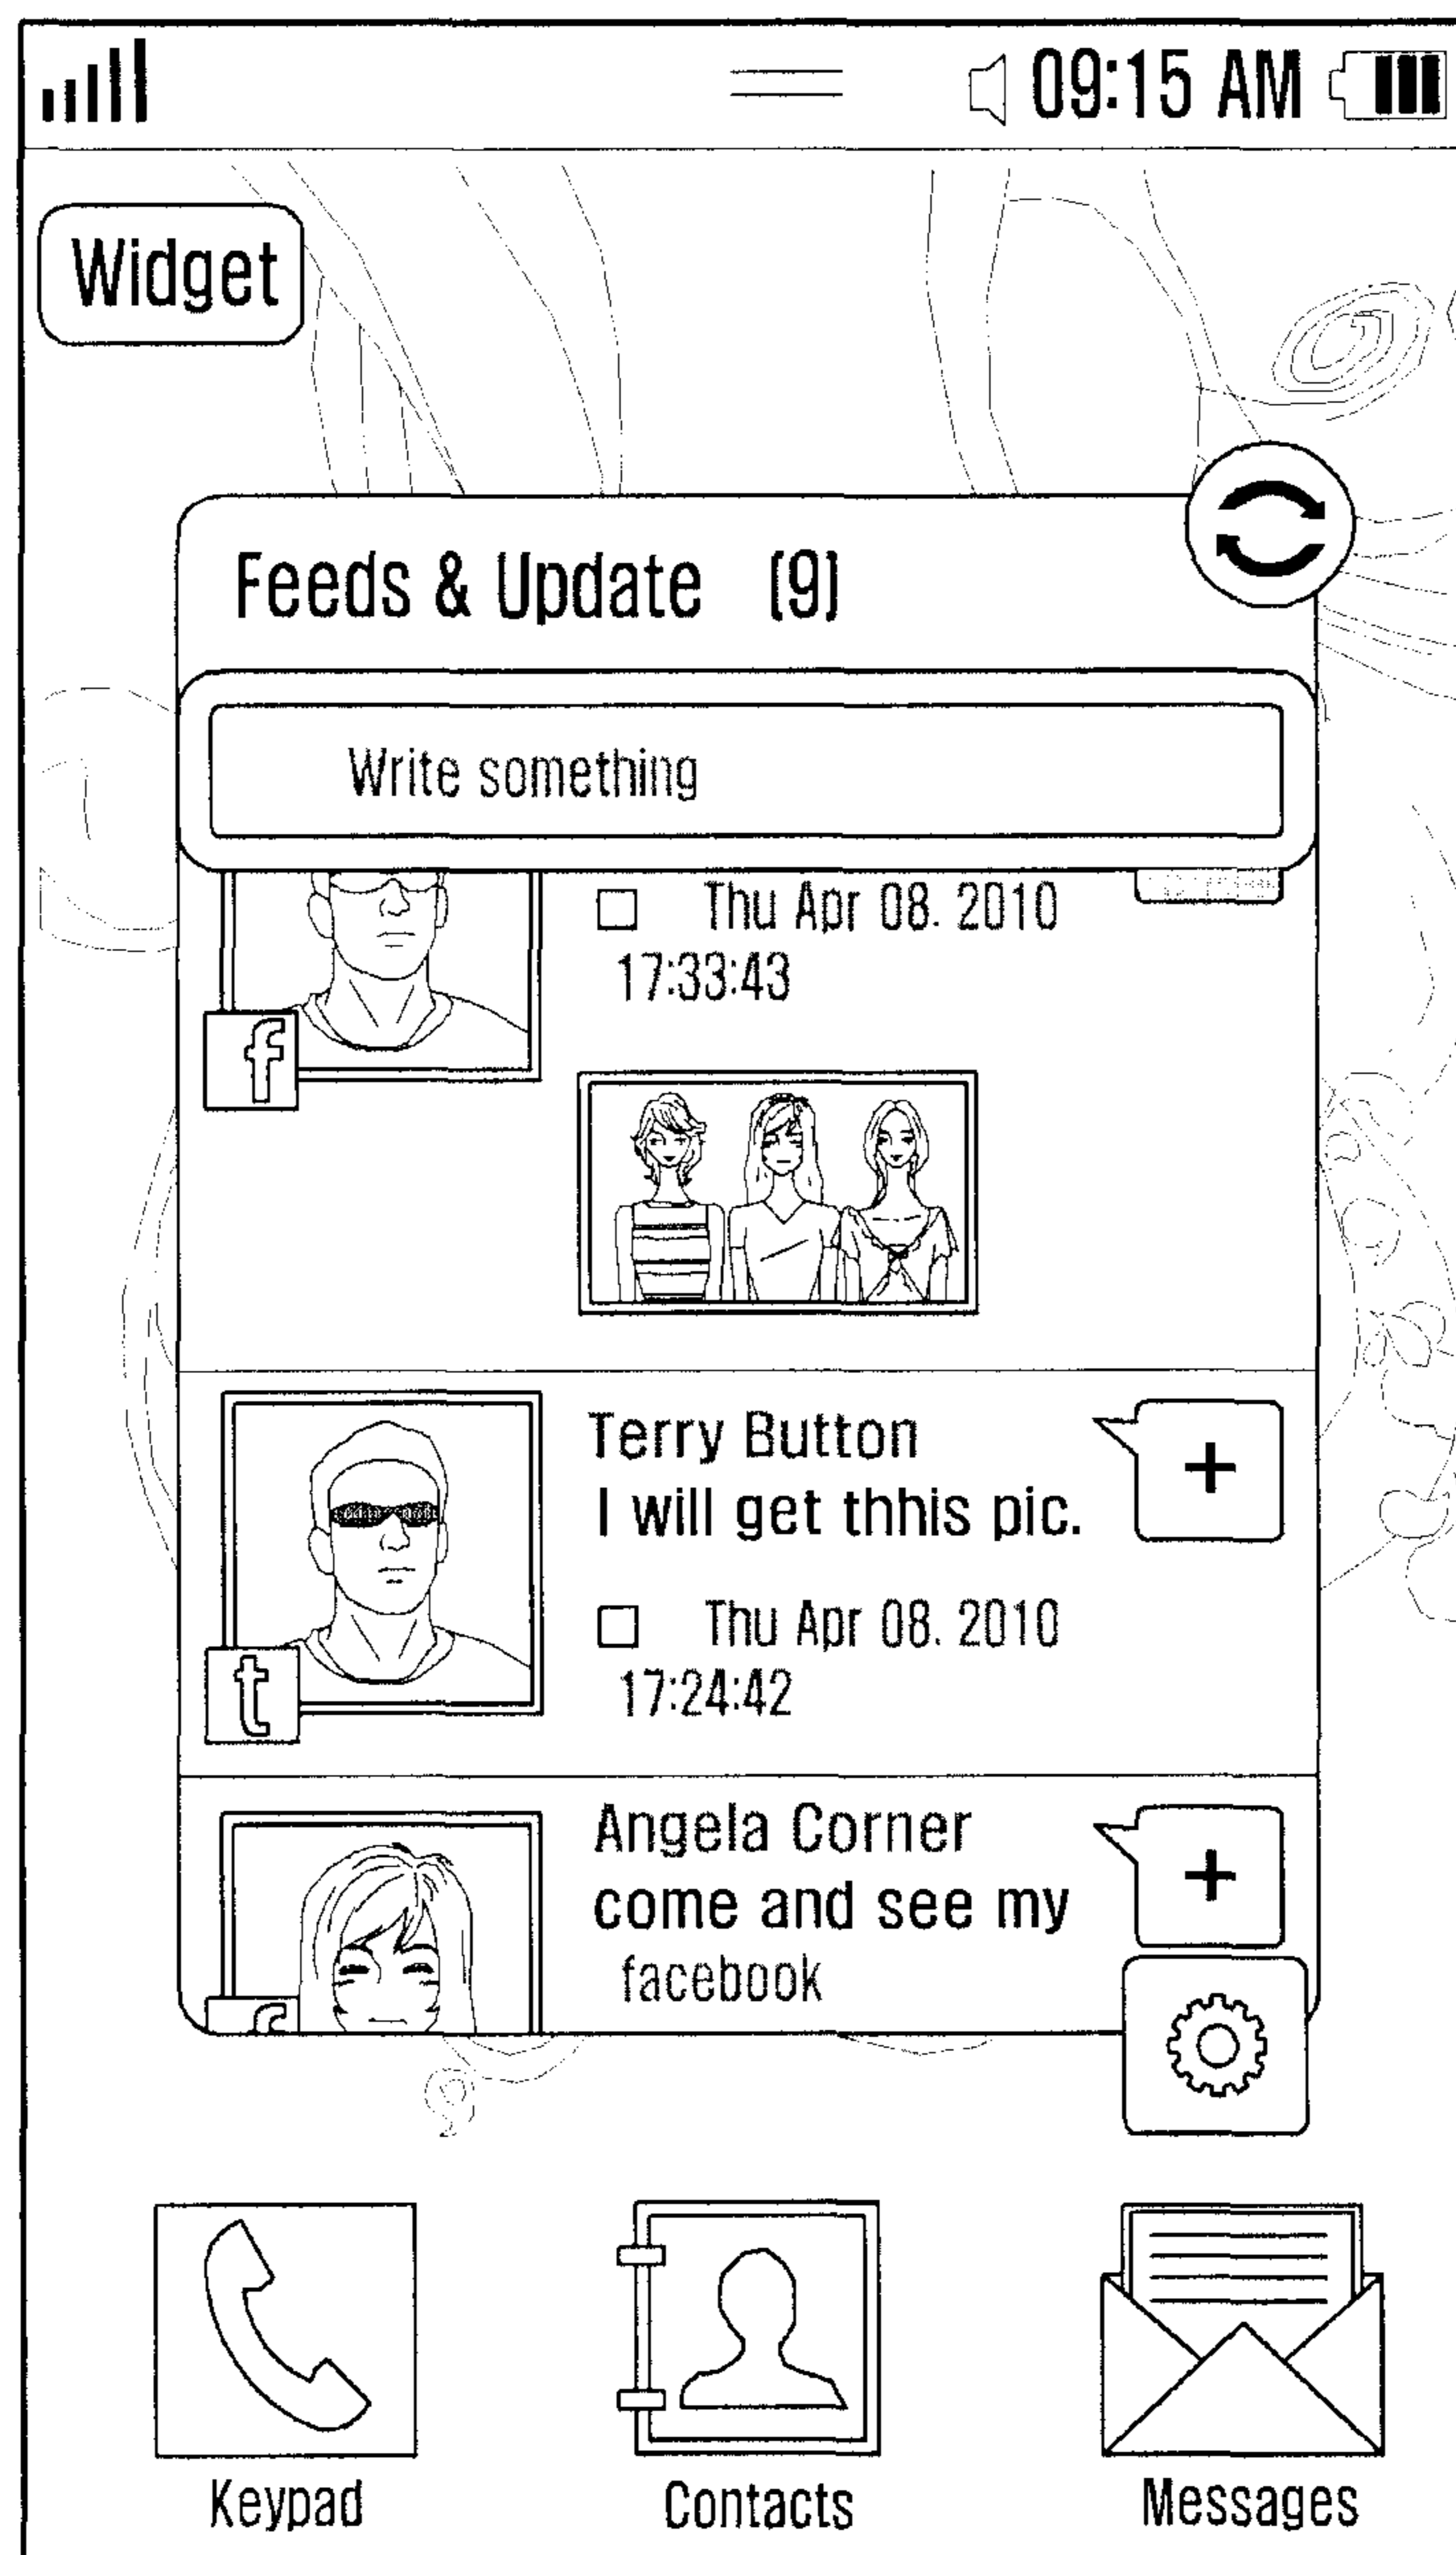 09:15 AM
Widget
Feeds & Update (9)
Write something
Thu Apr 08. 2010
17:33:43
f
Terry Button
I will get thhis pic.
Thu Apr 08. 2010
17:24:42
t
Angela Corner
come and see my
facebook
f
Keypad
Contacts
Messages